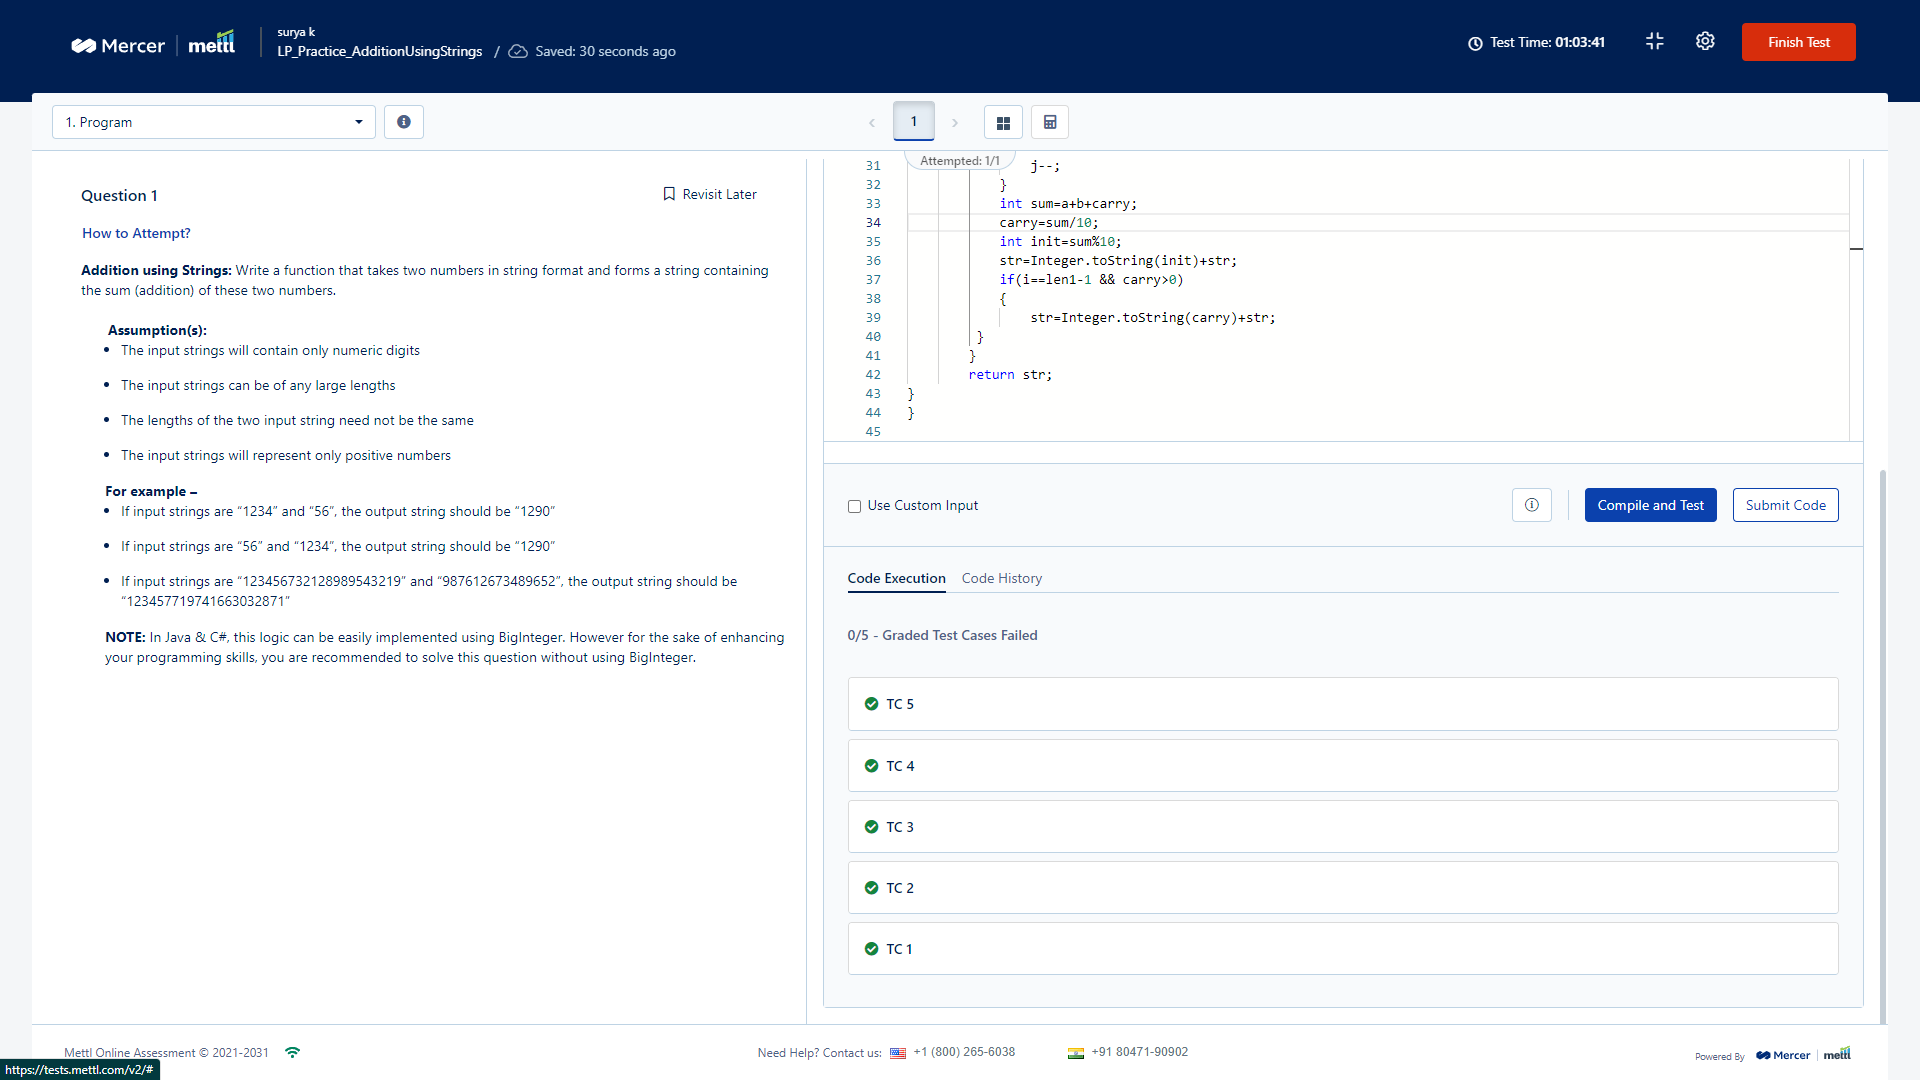 Mercer
mettl
surya k
LP_Practice_AdditionUsingStrings / Saved: 30 seconds ago
Test Time: 01:03:41
Finish Test
1. Program
1
Attempted: 1/1
Question 1
Revisit Later
How to Attempt?
Addition using Strings: Write a function that takes two numbers in string format and forms a string containing
the sum (addition) of these two numbers.
Assumption(s):
• The input strings will contain only numeric digits
• The input strings can be of any large lengths
• The lengths of the two input string need not be the same
• The input strings will represent only positive numbers
For example –
• If input strings are “1234” and “56”, the output string should be “1290”
• If input strings are “56” and “1234”, the output string should be “1290”
• If input strings are “123456732128989543219” and “987612673489652”, the output string should be
“123457719741663032871”
NOTE: In Java & C#, this logic can be easily implemented using BigInteger. However for the sake of enhancing
your programming skills, you are recommended to solve this question without using BigInteger.
31 j--;
32 }
33 int sum=a+b+carry;
34 carry=sum/10;
35 int init=sum%10;
36 str=Integer.toString(init)+str;
37 if(i==len1-1 && carry>0)
38 {
39 str=Integer.toString(carry)+str;
40 }
41 }
42 return str;
43 }
44 }
45
Use Custom Input
Compile and Test
Submit Code
Code Execution
Code History
0/5 - Graded Test Cases Failed
TC 5
TC 4
TC 3
TC 2
TC 1
Mettl Online Assessment © 2021-2031
Need Help? Contact us: +1 (800) 265-6038
+91 80471-90902
Powered By Mercer mettl
https://tests.mettl.com/v2/#